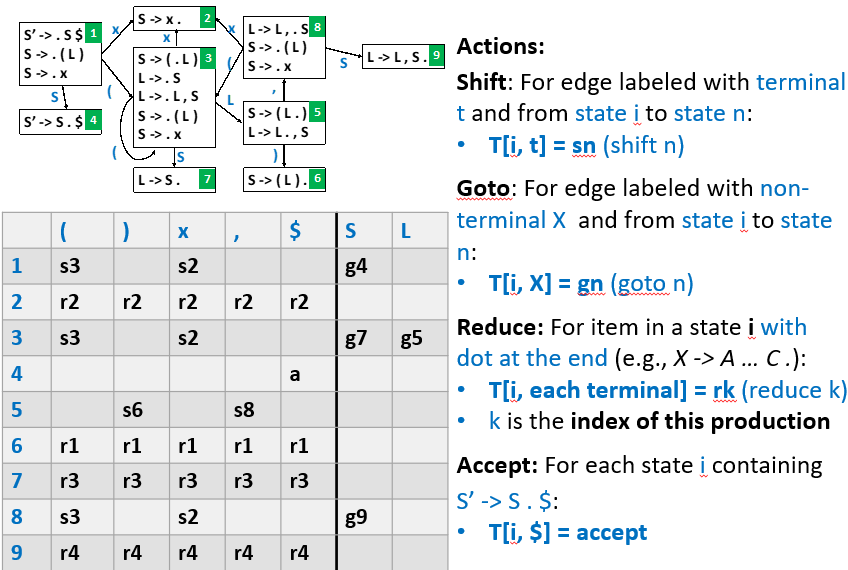 S'->.S$ 1
S->.(L)
S->.x
x
S->x. 2
x
x
L->L,.S 8
S->.(L)
S->.x
S
L->L,S. 9
S->(.L) 3
L->.S
L->.L,S
S->.(L)
S->.x
(
(
S
S'->S.$ 4
L
,
S->(L.) 5
L->L.,S
(
S
)
L->S. 7
S->(L). 6
( ) x , $ S L
1 s3 s2 g4
2 r2 r2 r2 r2 r2
3 s3 s2 g7 g5
4 a
5 s6 s8
6 r1 r1 r1 r1 r1
7 r3 r3 r3 r3 r3
8 s3 s2 g9
9 r4 r4 r4 r4 r4
Actions:
Shift: For edge labeled with terminal
t and from state i to state n:
• T[i, t] = sn (shift n)
Goto: For edge labeled with non-
terminal X and from state i to state
n:
• T[i, X] = gn (goto n)
Reduce: For item in a state i with
dot at the end (e.g., X -> A ... C .):
• T[i, each terminal] = rk (reduce k)
• k is the index of this production
Accept: For each state i containing
S' -> S . $:
• T[i, $] = accept